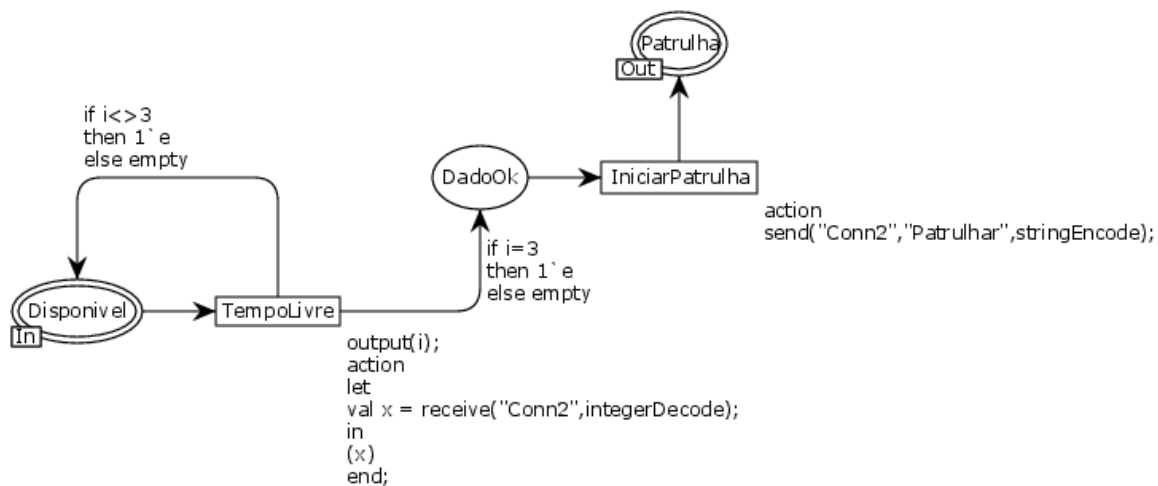 Patrulha
Out
if i<>3
then 1`e
else empty
DadoOk
IniciarPatrulha
action
send("Conn2","Patrulhar",stringEncode);
if i=3
then 1`e
else empty
Disponivel
In
TempoLivre
output(i);
action
let
val x = receive("Conn2",integerDecode);
in
(x)
end;